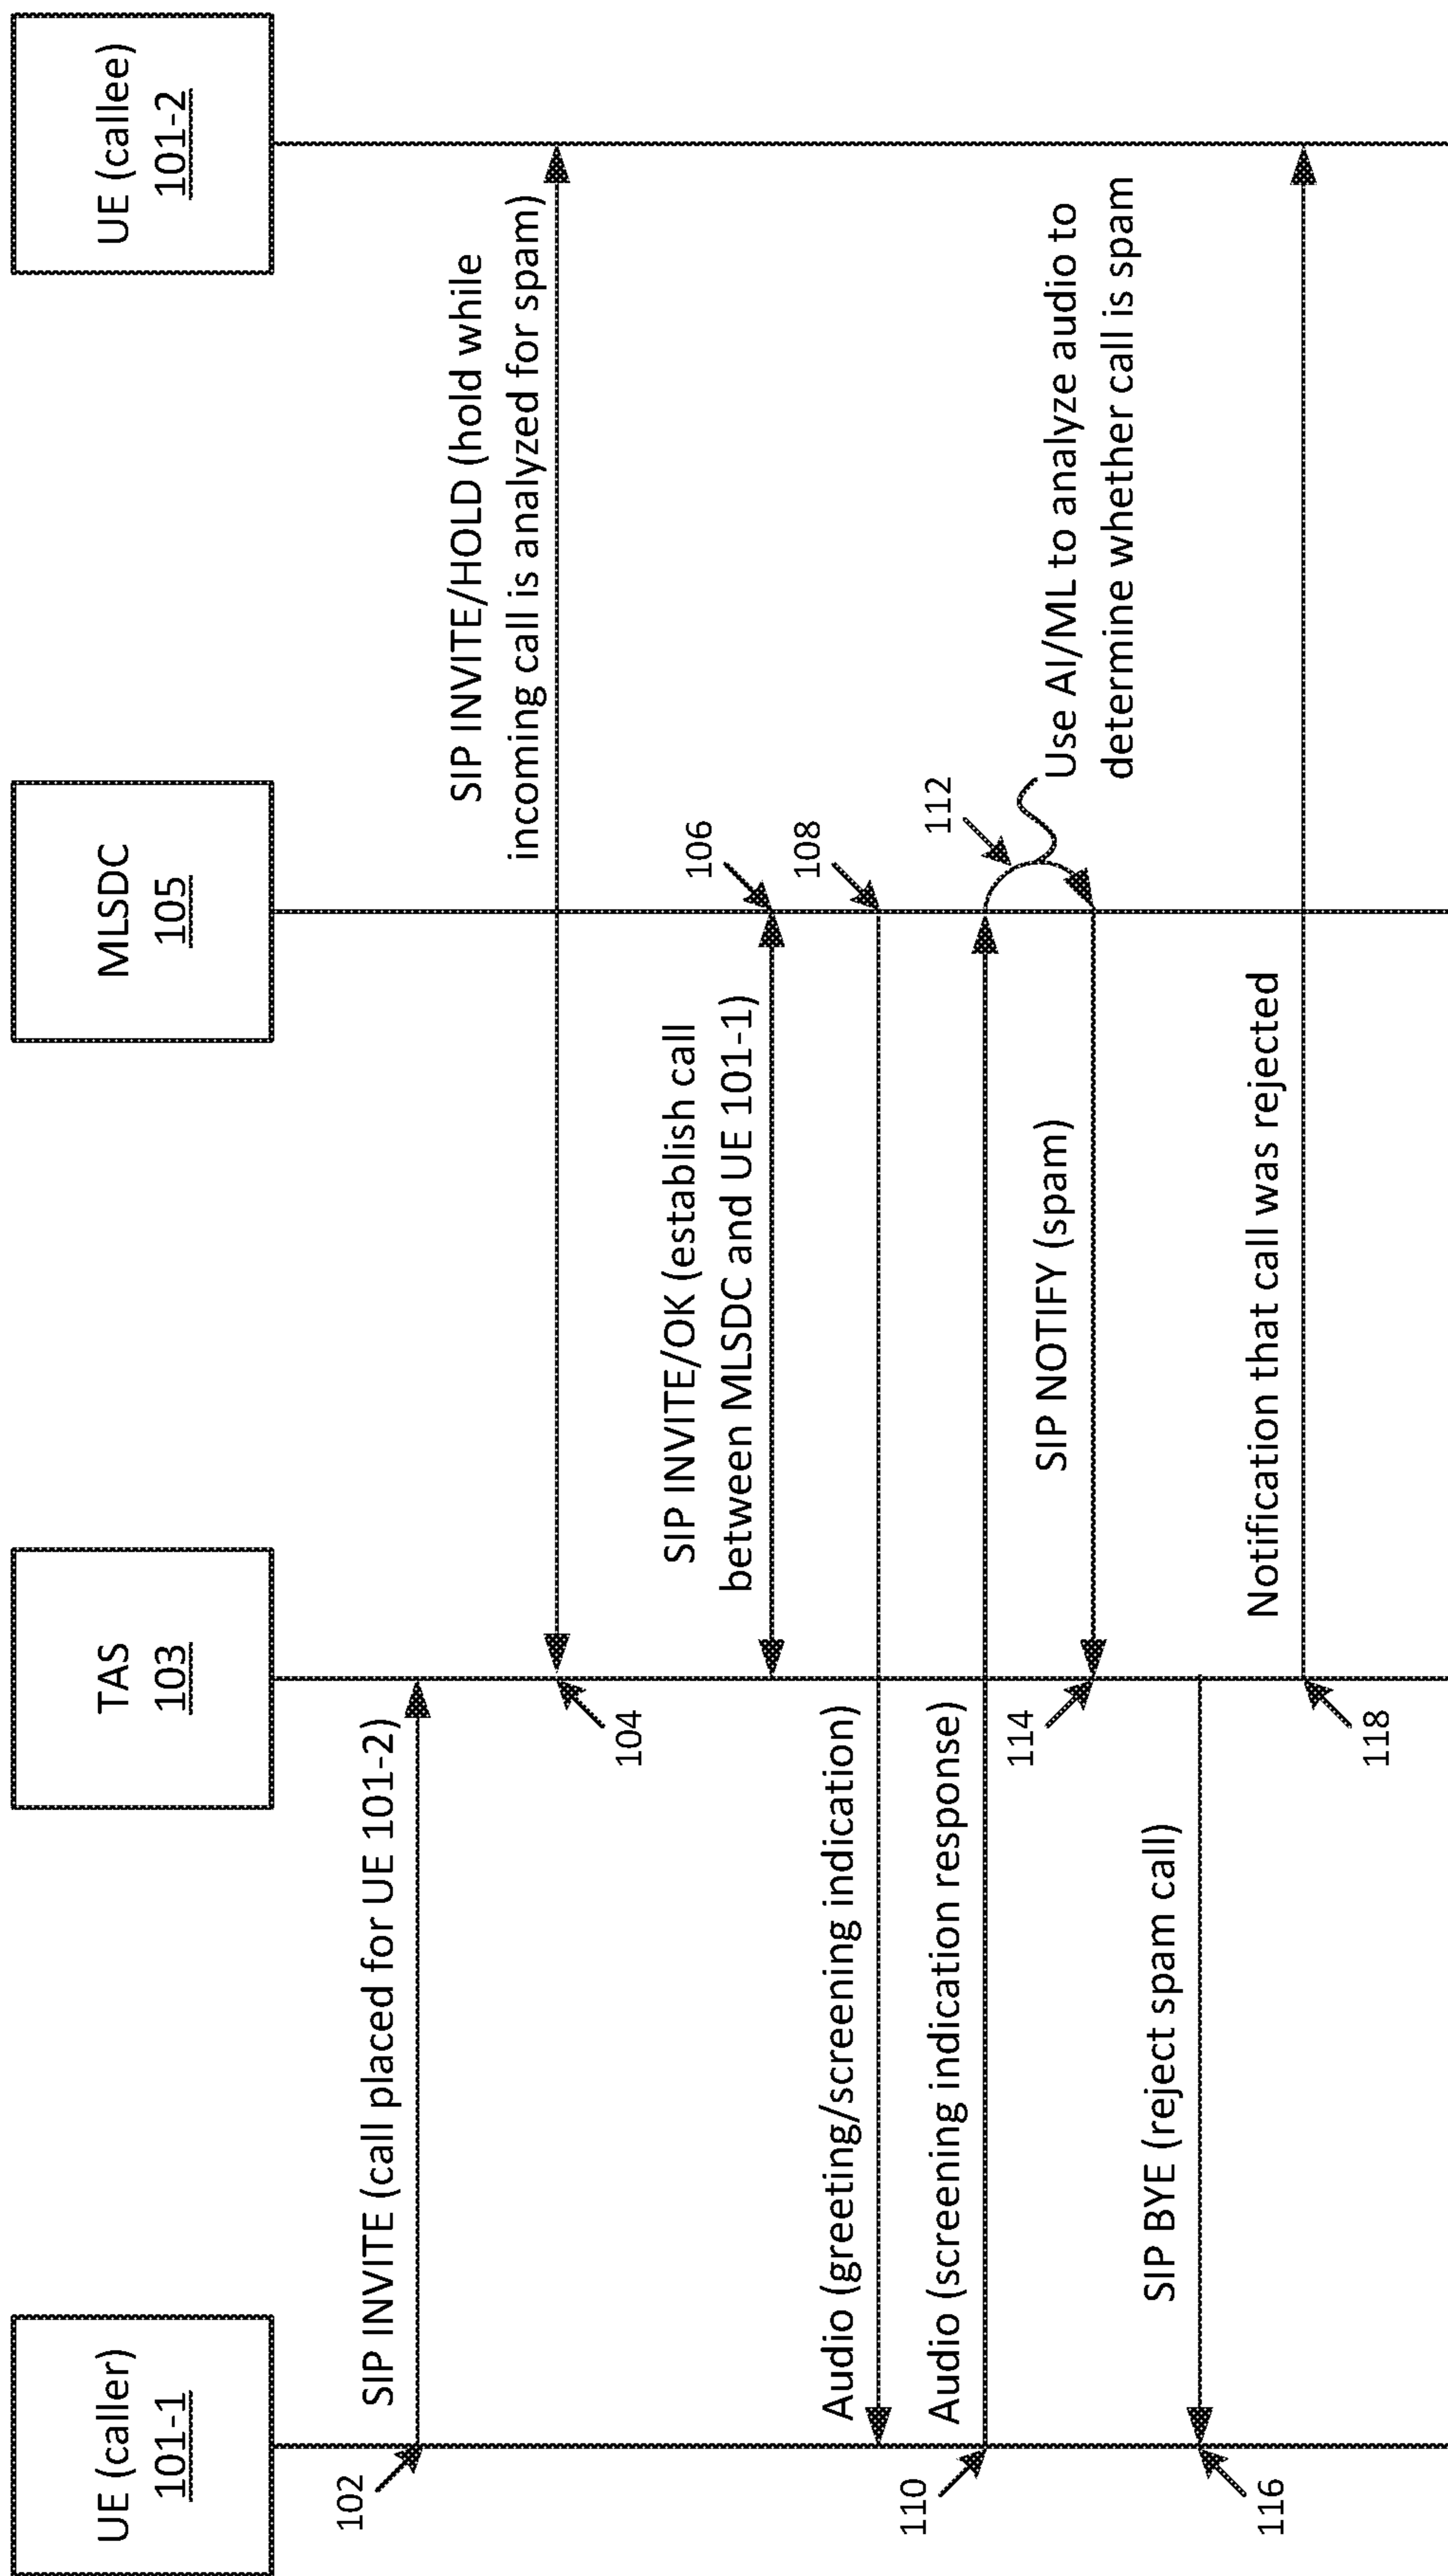 UE (caller)
101-1
TAS
103
MLSDC
105
UE (callee)
101-2
102
SIP INVITE (call placed for UE 101-2)
SIP INVITE/HOLD (hold while
incoming call is analyzed for spam)
104
SIP INVITE/OK (establish call
between MLSDC and UE 101-1)
106
Audio (greeting/screening indication)
108
110
Audio (screening indication response)
112
Use AI/ML to analyze audio to
determine whether call is spam
SIP NOTIFY (spam)
114
SIP BYE (reject spam call)
116
Notification that call was rejected
118